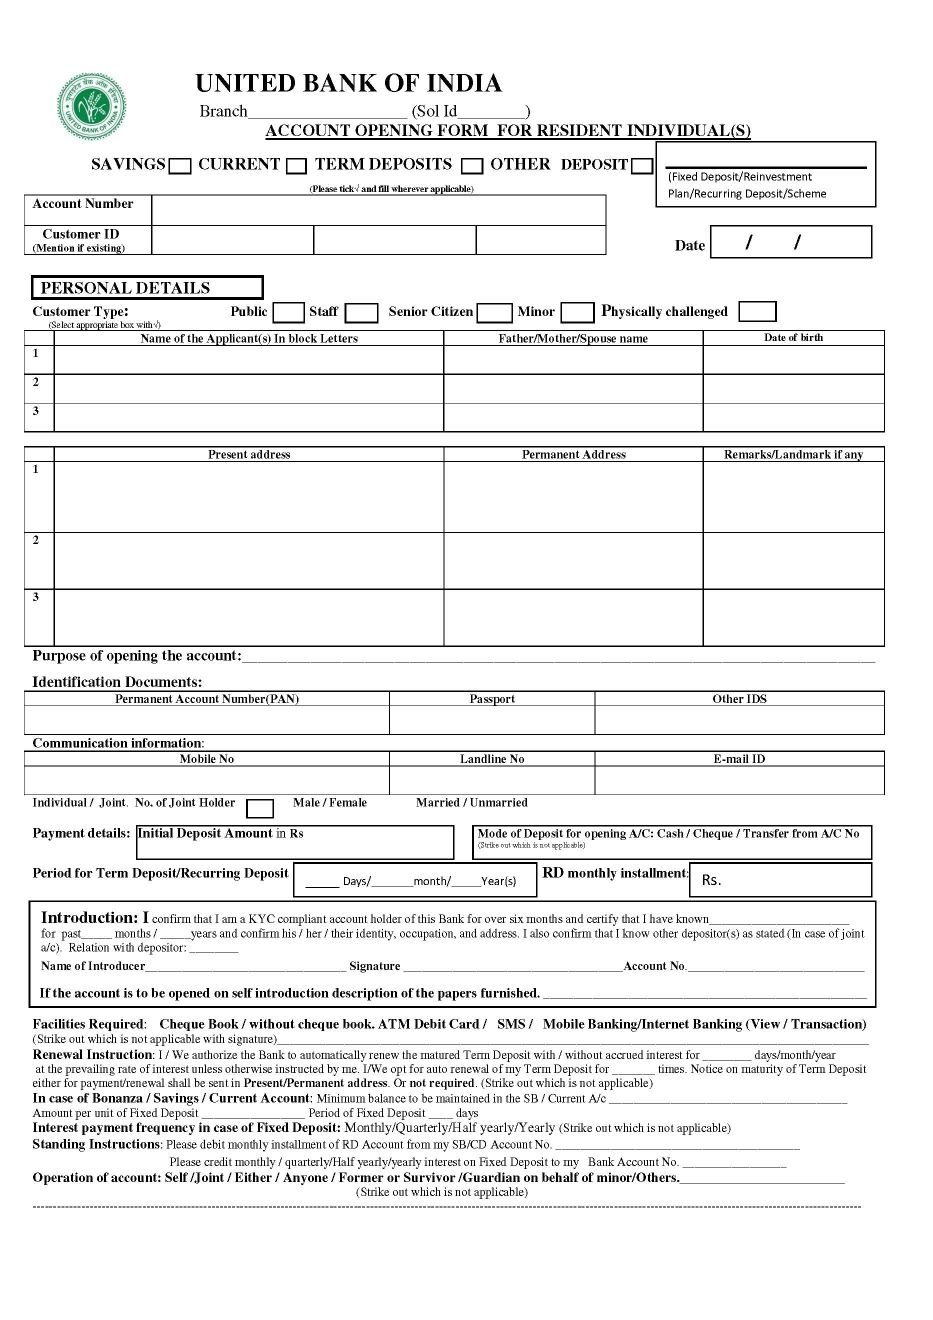 UNITED BANK OF INDIA
Branch____________________ (Sol Id_________)
ACCOUNT OPENING FORM FOR RESIDENT INDIVIDUAL(S)
SAVINGS CURRENT TERM DEPOSITS OTHER DEPOSIT
(Fixed Deposit/Reinvestment
Plan/Recurring Deposit/Scheme
(Please tick√ and fill wherever applicable)
Account Number
Customer ID
(Mention if existing)
Date / /
PERSONAL DETAILS
Customer Type: Public Staff Senior Citizen Minor Physically challenged
(Select appropriate box with√)
Name of the Applicant(s) In block Letters Father/Mother/Spouse name Date of birth
1
2
3
Present address Permanent Address Remarks/Landmark if any
1
2
3
Purpose of opening the account:______________________________
Identification Documents:
Permanent Account Number(PAN) Passport Other IDS
Communication information:
Mobile No Landline No E-mail ID
Individual / Joint. No. of Joint Holder Male / Female Married / Unmarried
Payment details: Initial Deposit Amount in Rs Mode of Deposit for opening A/C: Cash / Cheque / Transfer from A/C No
(Strike out which is not applicable)
Period for Term Deposit/Recurring Deposit _____ Days/_______month/_____Year(s) RD monthly installment: Rs.
Introduction: I confirm that I am a KYC compliant account holder of this Bank for over six months and certify that I have known_______________________
for past_____ months / _____years and confirm his / her / their identity, occupation, and address. I also confirm that I know other depositor(s) as stated (In case of joint
a/c). Relation with depositor: ________
Name of Introducer_________________________________ Signature ____________________________________Account No._____________________________
If the account is to be opened on self introduction description of the papers furnished. ______________________________
Facilities Required: Cheque Book / without cheque book. ATM Debit Card / SMS / Mobile Banking/Internet Banking (View / Transaction)
(Strike out which is not applicable with signature)______________________________
Renewal Instruction: I / We authorize the Bank to automatically renew the matured Term Deposit with / without accrued interest for ________ days/month/year
at the prevailing rate of interest unless otherwise instructed by me. I/We opt for auto renewal of my Term Deposit for _______ times. Notice on maturity of Term Deposit
either for payment/renewal shall be sent in Present/Permanent address. Or not required. (Strike out which is not applicable)
In case of Bonanza / Savings / Current Account: Minimum balance to be maintained in the SB / Current A/c ______________________________
Amount per unit of Fixed Deposit _________________ Period of Fixed Deposit ____ days
Interest payment frequency in case of Fixed Deposit: Monthly/Quarterly/Half yearly/Yearly (Strike out which is not applicable)
Standing Instructions: Please debit monthly installment of RD Account from my SB/CD Account No. ______________________________
Please credit monthly / quarterly/Half yearly/yearly interest on Fixed Deposit to my Bank Account No. _________________
Operation of account: Self /Joint / Either / Anyone / Former or Survivor /Guardian on behalf of minor/Others.___________________________
(Strike out which is not applicable)